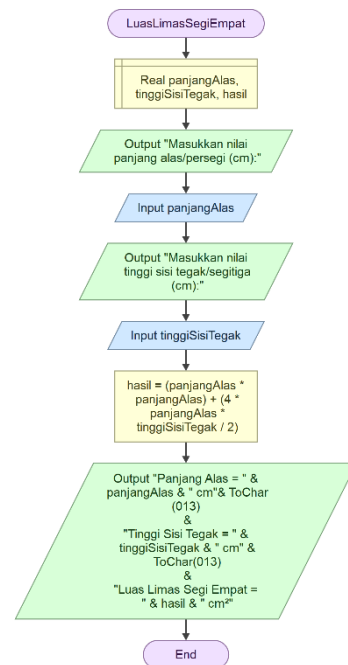 LuasLimasSegiEmpat
Real panjangAlas,
tinggiSisiTegak, hasil
Output "Masukkan nilai
panjang alas/persegi (cm):"
Input panjangAlas
Output "Masukkan nilai
tinggi sisi tegak/segitiga
(cm):"
Input tinggiSisiTegak
hasil = (panjangAlas *
panjangAlas) + (4 *
panjangAlas *
tinggiSisiTegak / 2)
Output "Panjang Alas = " &
panjangAlas & " cm"& ToChar
(013)
&
"Tinggi Sisi Tegak = " &
tinggiSisiTegak & " cm" &
ToChar(013)
&
"Luas Limas Segi Empat =
" & hasil & " cm²"
End